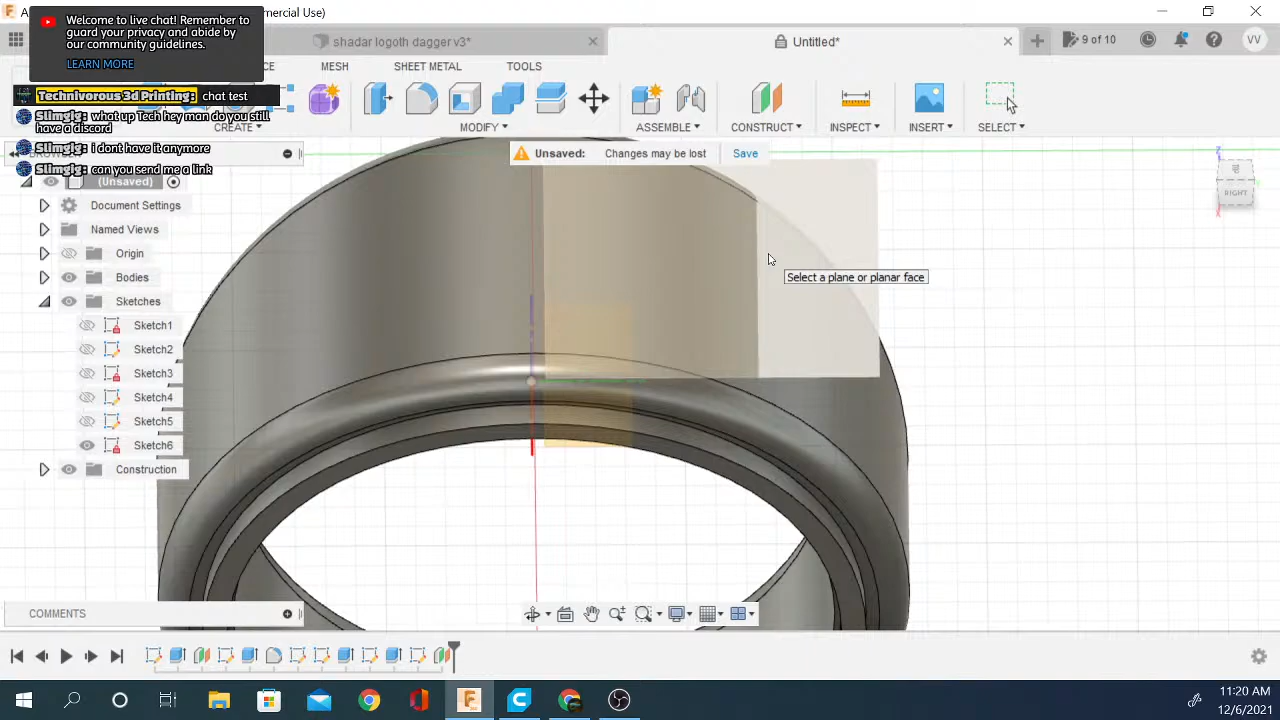 mercial Use)
Welcome to live chat! Remember to
guard your privacy and abide by
our community guidelines.
LEARN MORE
shadar logoth dagger v3*
Untitled*
9 of 10
VV
CE
MESH
SHEET METAL
TOOLS
Technivorous 3d Printing: chat test
Slimgig: what up Tech hey man do you still
have a discord
Slimgig: i dont have it anymore
Slimgig: can you send me a link
CREATE
MODIFY
ASSEMBLE
CONSTRUCT
INSPECT
INSERT
SELECT
Unsaved: Changes may be lost Save
(Unsaved)
Document Settings
Named Views
Origin
Bodies
Sketches
Sketch1
Sketch2
Sketch3
Sketch4
Sketch5
Sketch6
Construction
RIGHT
Select a plane or planar face
COMMENTS
11:20 AM
12/6/2021